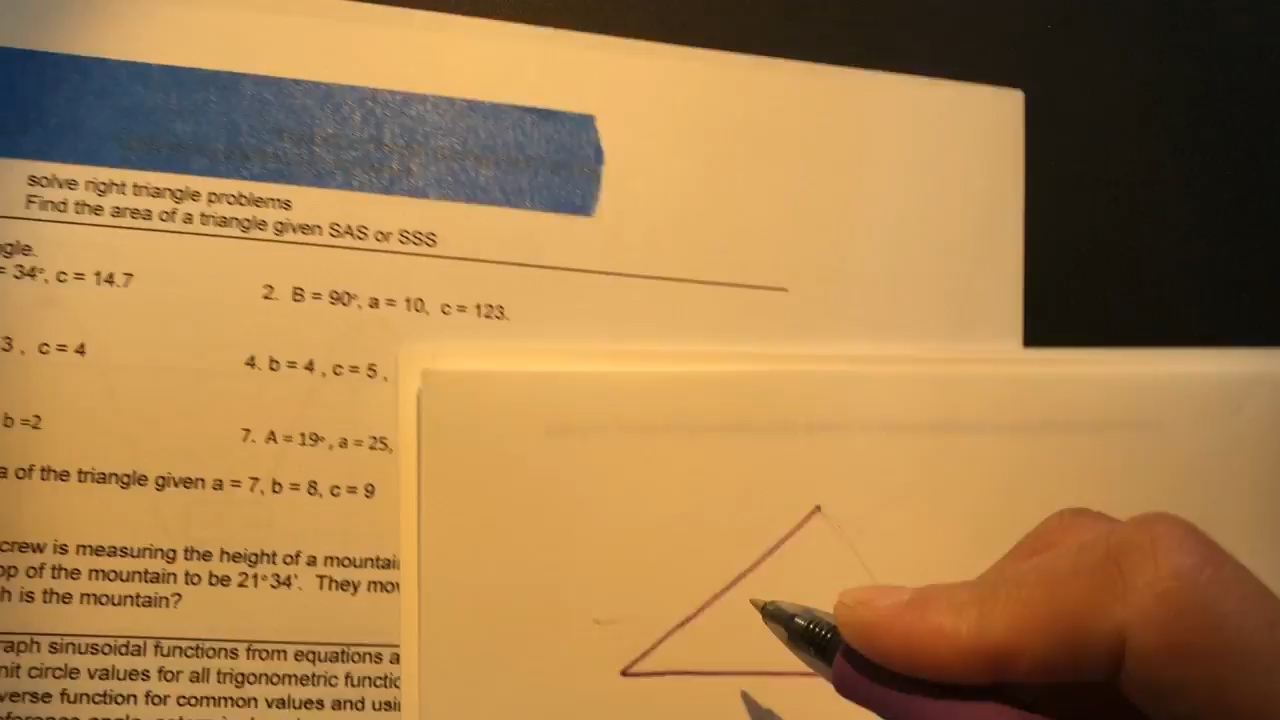 solve right triangle problems
Find the area of a triangle given SAS or SSS
gle.
= 34°, c = 14.7
2. B = 90°, a = 10, c = 123.
3 , c = 4
4. b = 4 , c = 5 ,
b =2
7. A = 19° , a = 25,
a of the triangle given a = 7, b = 8, c = 9
crew is measuring the height of a mountai
op of the mountain to be 21°34'. They mov
h is the mountain?
raph sinusoidal functions from equations a
nit circle values for all trigonometric functic
verse function for common values and usi